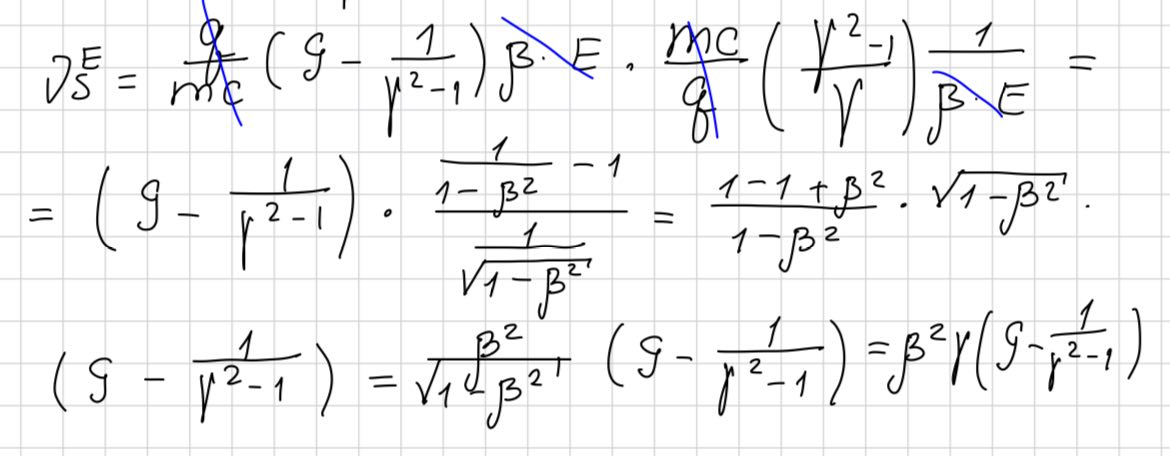 νₛᴱ = q/mc (G - 1/(γ²-1)) β·E · mc/q ((γ²-1)/γ) 1/(β·E) =
= (G - 1/(γ²-1)) · (1/(1-β²) - 1)/(1/√(1-β²)) = (1-1+β²)/(1-β²) · √(1-β²) ·
(G - 1/(γ²-1)) = β²/√(1-β²) (G - 1/(γ²-1)) = β²γ(G - 1/(γ²-1))